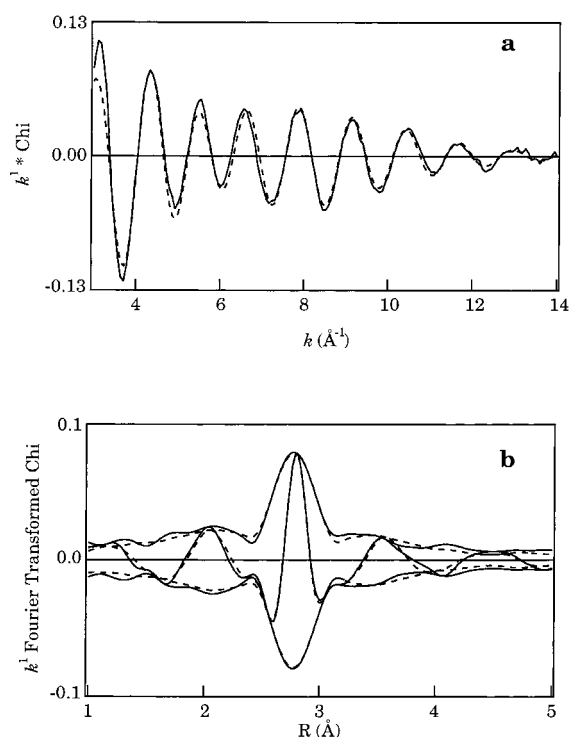 0.13
a
k¹ * Chi
0.00
-0.13
4 6 8 10 12 14
k (Å⁻¹)
0.1
b
k¹ Fourier Transformed Chi
0.0
-0.1
1 2 3 4 5
R (Å)